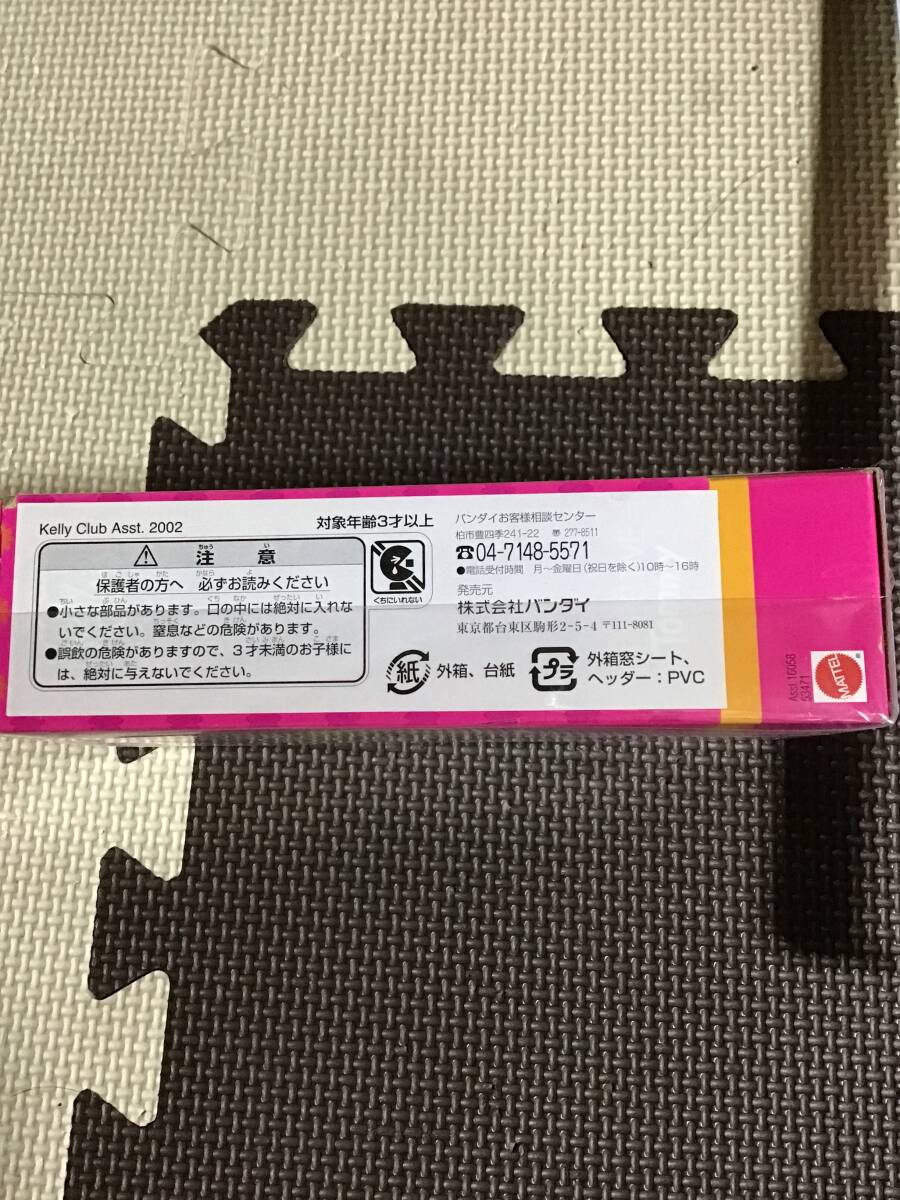 Kelly Club Asst. 2002
対象年齢3才以上
注意
保護者の方へ 必ずお読みください
●小さな部品があります。口の中には絶対に入れな
いでください。窒息などの危険があります。
●誤飲の危険がありますので、3才未満のお子様に
は、絶対に与えないでください。
くちにいれない
バンダイお客様相談センター
柏市豊四季241-22 〠 277-8511
☎04-7148-5571
●電話受付時間 月〜金曜日(祝日を除く)10時〜16時
発売元
株式会社バンダイ
東京都台東区駒形2-5-4 〒111-8081
紙 外箱、台紙
プラ 外箱窓シート、
ヘッダー:PVC
Asst.16058
53471
MATTEL